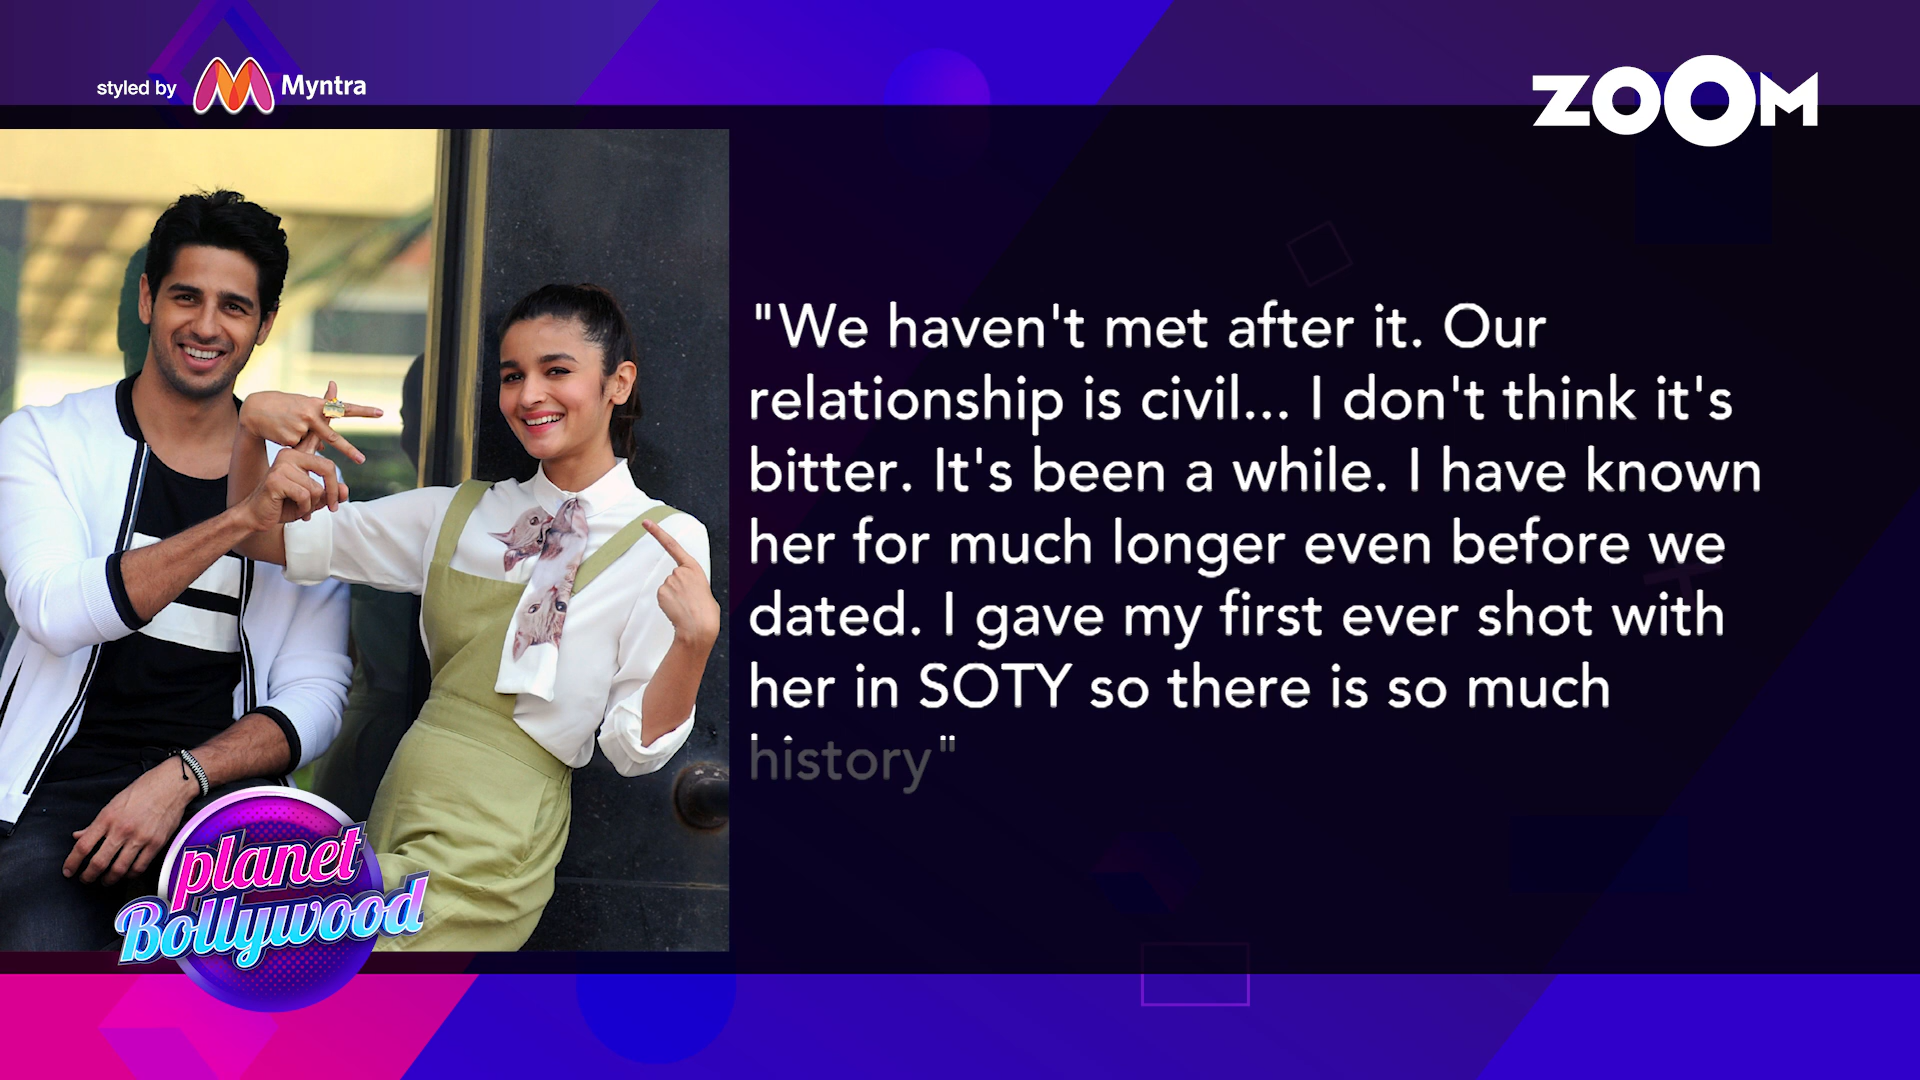 styled by Myntra
ZOOM
"We haven't met after it. Our
relationship is civil... I don't think it's
bitter. It's been a while. I have known
her for much longer even before we
dated. I gave my first ever shot with
her in SOTY so there is so much
history"
planet
Bollywood